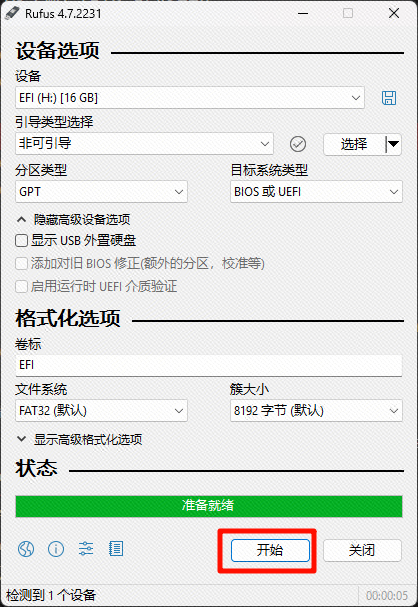 Rufus 4.7.2231
设备选项
设备
EFI (H:) [16 GB]
引导类型选择
非可引导
选择
分区类型
目标系统类型
GPT
BIOS 或 UEFI
隐藏高级设备选项
显示 USB 外置硬盘
添加对旧 BIOS 修正(额外的分区，校准等)
启用运行时 UEFI 介质验证
格式化选项
卷标
EFI
文件系统
簇大小
FAT32 (默认)
8192 字节 (默认)
显示高级格式化选项
状态
准备就绪
开始
关闭
检测到 1 个设备
00:00:05